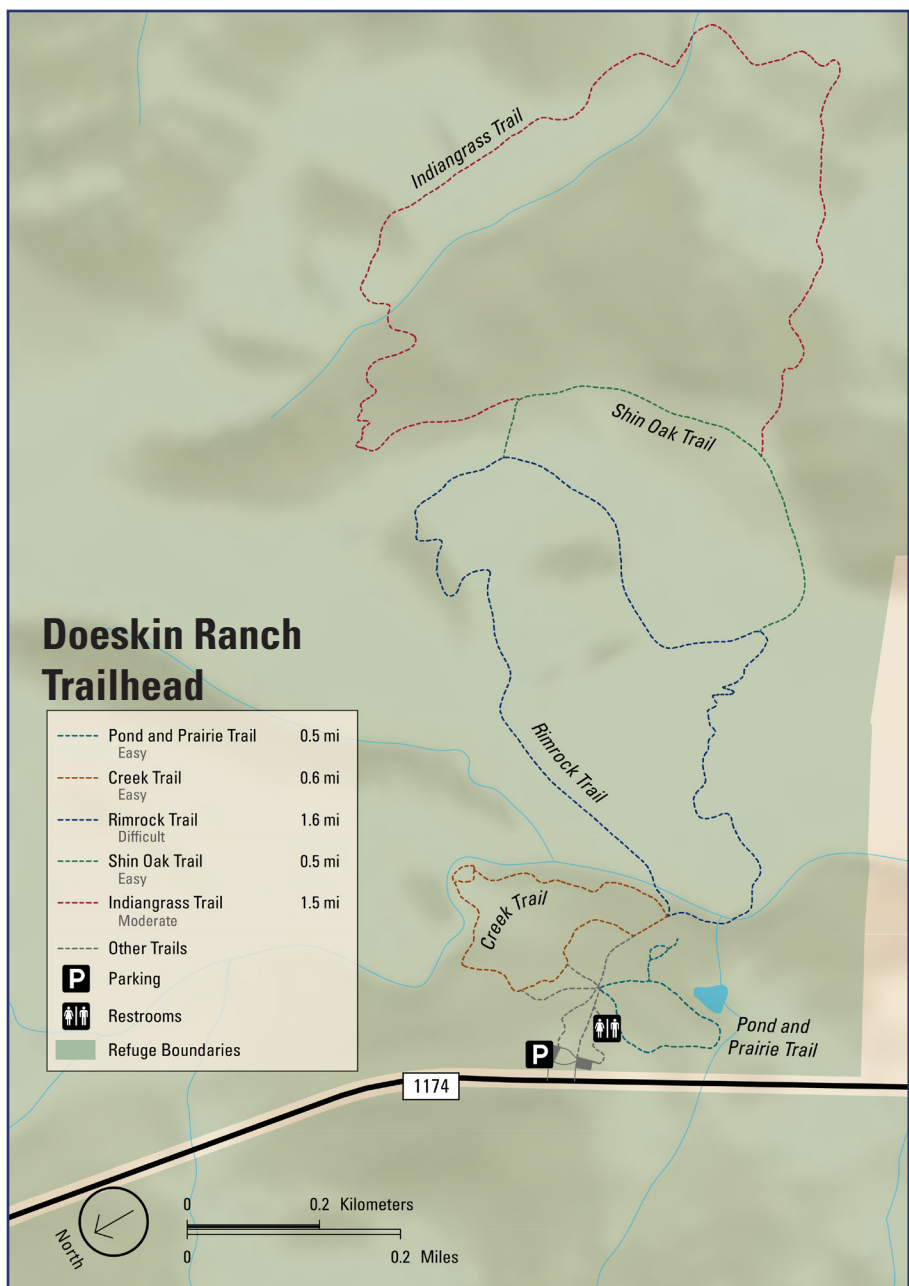 Indiangrass Trail
Shin Oak Trail
Doeskin Ranch
Trailhead
Pond and Prairie Trail 0.5 mi
Easy
Creek Trail 0.6 mi
Easy
Rimrock Trail 1.6 mi
Difficult
Shin Oak Trail 0.5 mi
Easy
Indiangrass Trail 1.5 mi
Moderate
Other Trails
P Parking
Restrooms
Refuge Boundaries
Rimrock Trail
Creek Trail
Pond and
Prairie Trail
P
1174
North
0 0.2 Kilometers
0 0.2 Miles